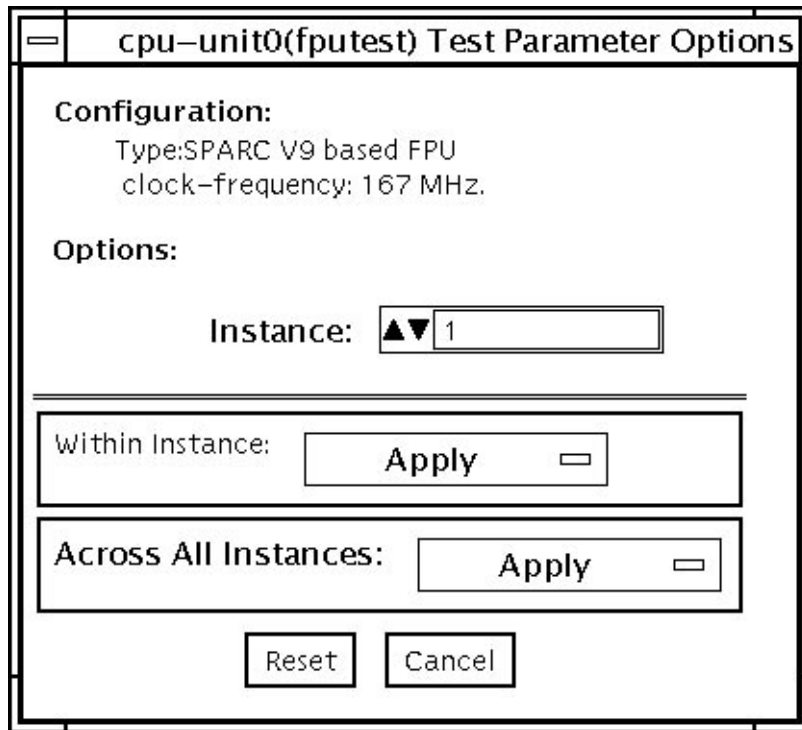 cpu-unit0(fputest) Test Parameter Options
Configuration:
Type:SPARC V9 based FPU
clock-frequency: 167 MHz.
Options:
Instance: 1
Within Instance: Apply
Across All Instances: Apply
Reset Cancel